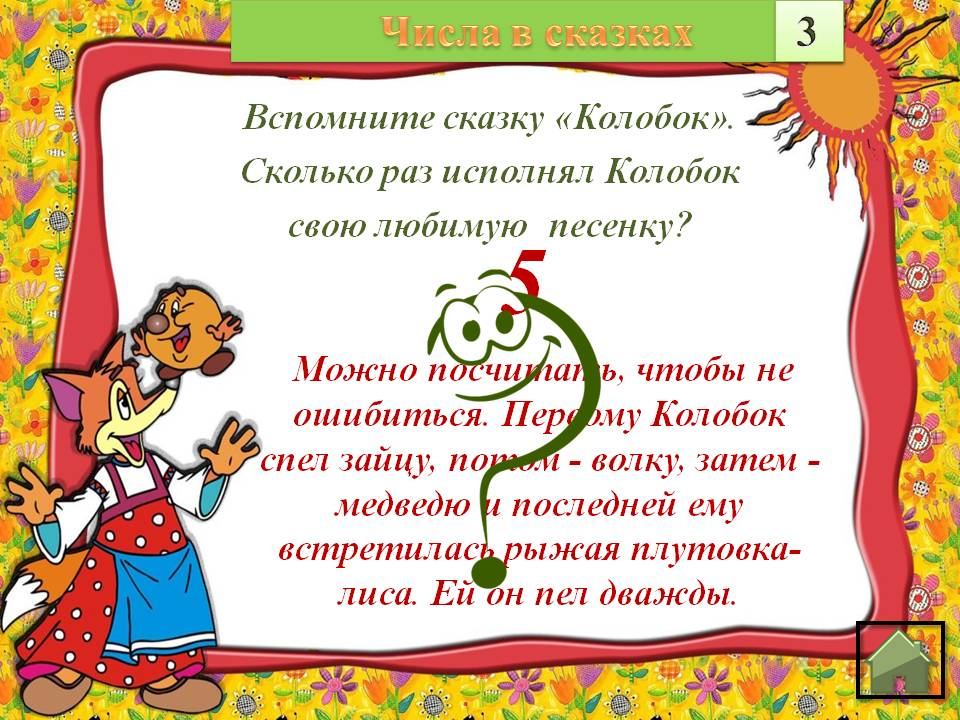 Числа в сказках
3
Вспомните сказку «Колобок».
Сколько раз исполнял Колобок
свою любимую песенку?
5
Можно посчитать, чтобы не
ошибиться. Первому Колобок
спел зайцу, потом - волку, затем -
медведю и последней ему
встретилась рыжая плутовка-
лиса. Ей он пел дважды.